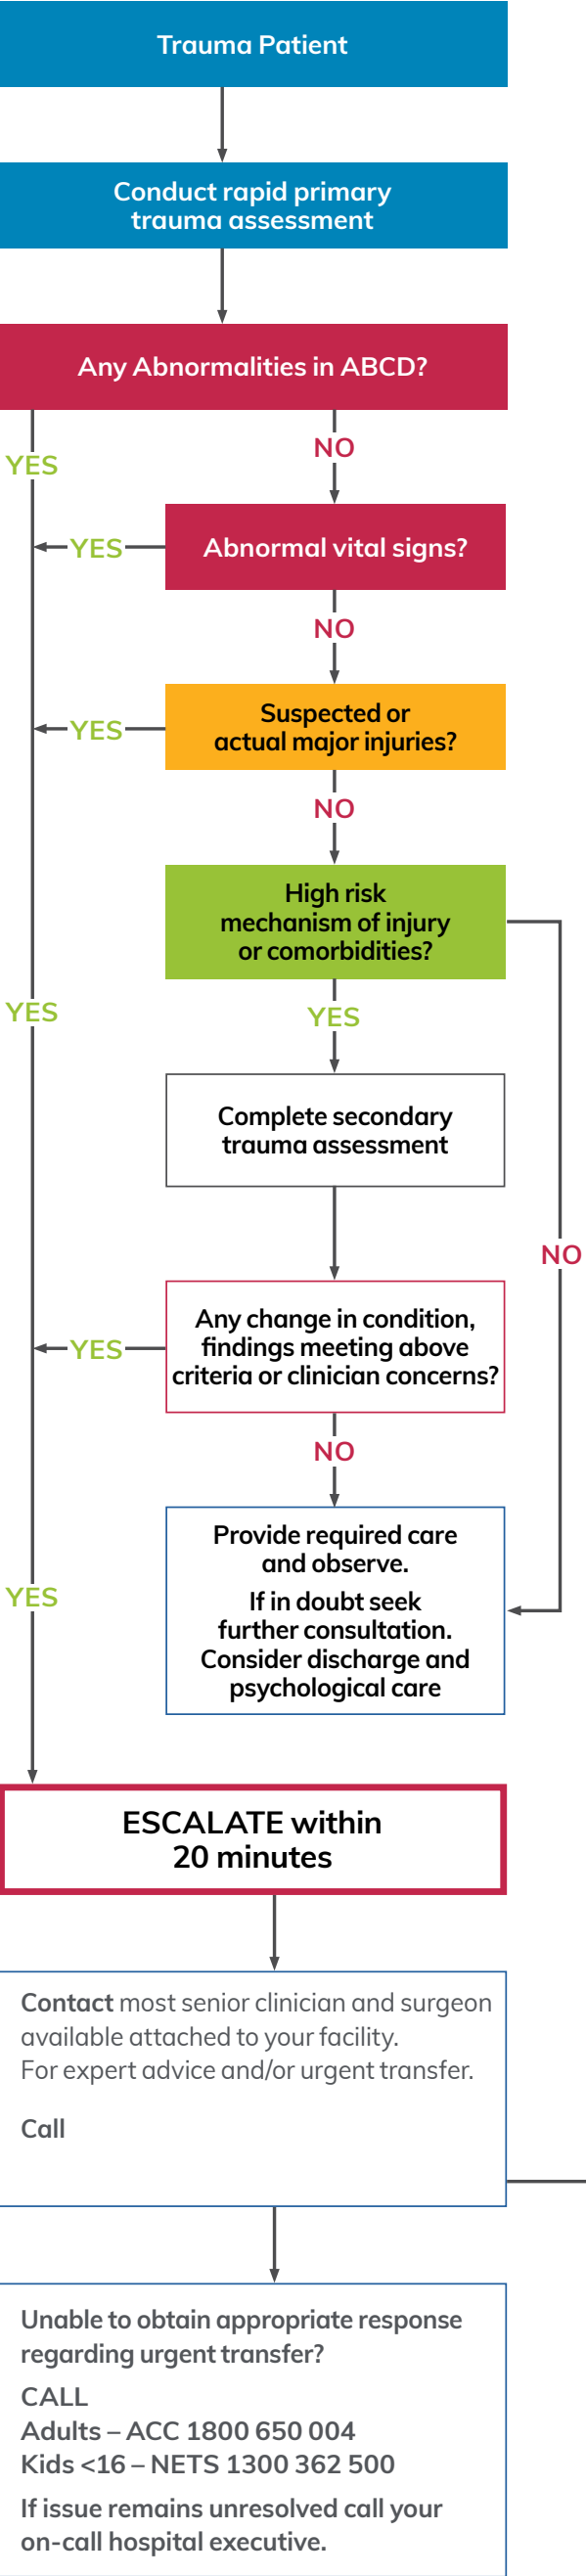 Trauma Patient
Conduct rapid primary
trauma assessment
Any Abnormalities in ABCD?
YES
NO
YES
Abnormal vital signs?
NO
YES
Suspected or
actual major injuries?
NO
High risk
mechanism of injury
or comorbidities?
YES
YES
Complete secondary
trauma assessment
NO
YES
Any change in condition,
findings meeting above
criteria or clinician concerns?
NO
Provide required care
and observe.
If in doubt seek
further consultation.
Consider discharge and
psychological care
YES
ESCALATE within
20 minutes
Contact most senior clinician and surgeon
available attached to your facility.
For expert advice and/or urgent transfer.
Call
Unable to obtain appropriate response
regarding urgent transfer?
CALL
Adults – ACC 1800 650 004
Kids <16 – NETS 1300 362 500
If issue remains unresolved call your
on-call hospital executive.